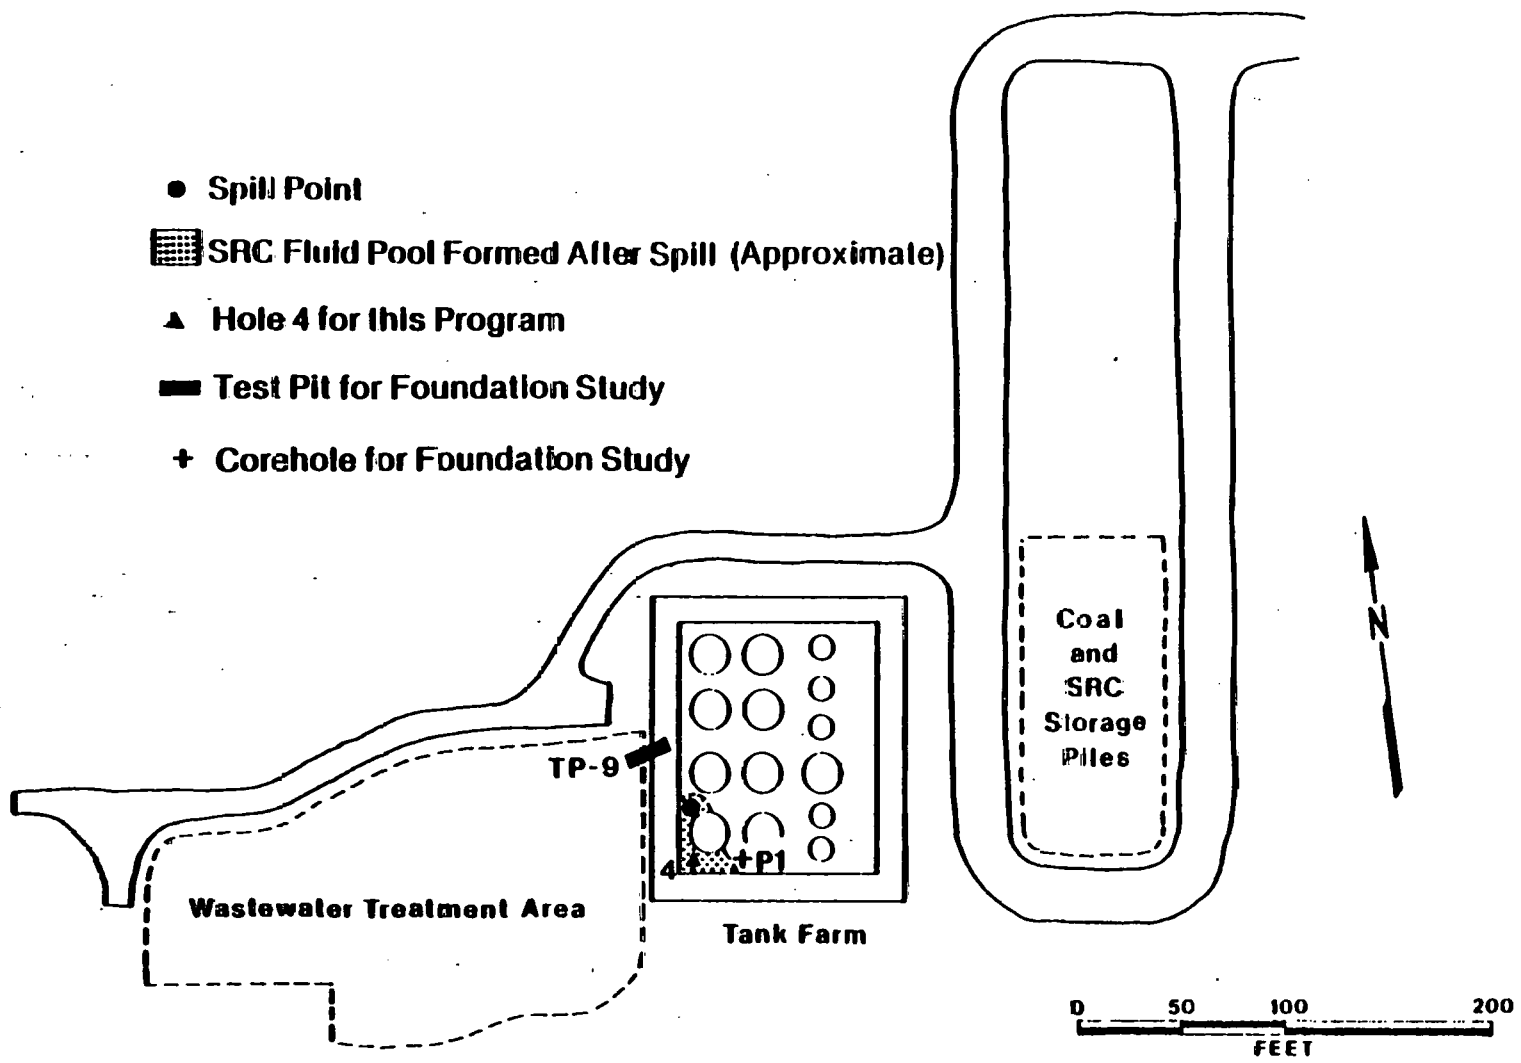 Spill Point
SRC Fluid Pool Formed After Spill (Approximate)
Hole 4 for this Program
Test Pit for Foundation Study
Corehole for Foundation Study
N
Coal
and
SRC
Storage
Piles
TP-9
4
P1
Wastewater Treatment Area
Tank Farm
0 50 100 200
FEET